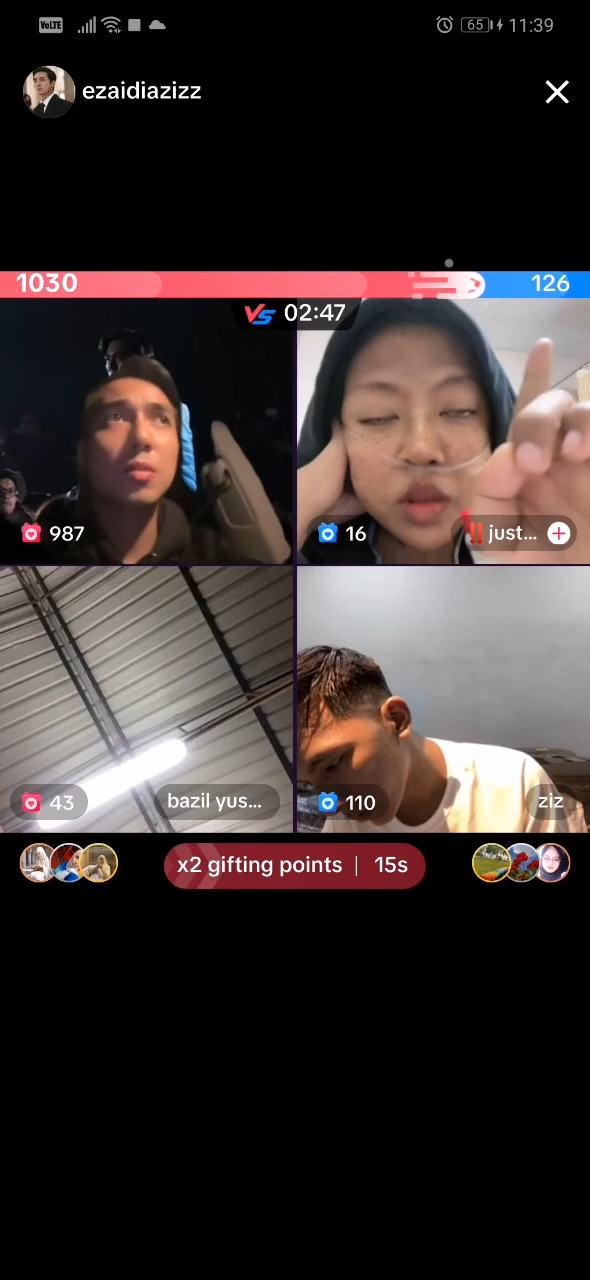 VoLTE
65
11:39
ezaidiazizz
1030
126
VS 02:47
987
16
just...
43
bazil yus...
110
ziz
x2 gifting points | 15s